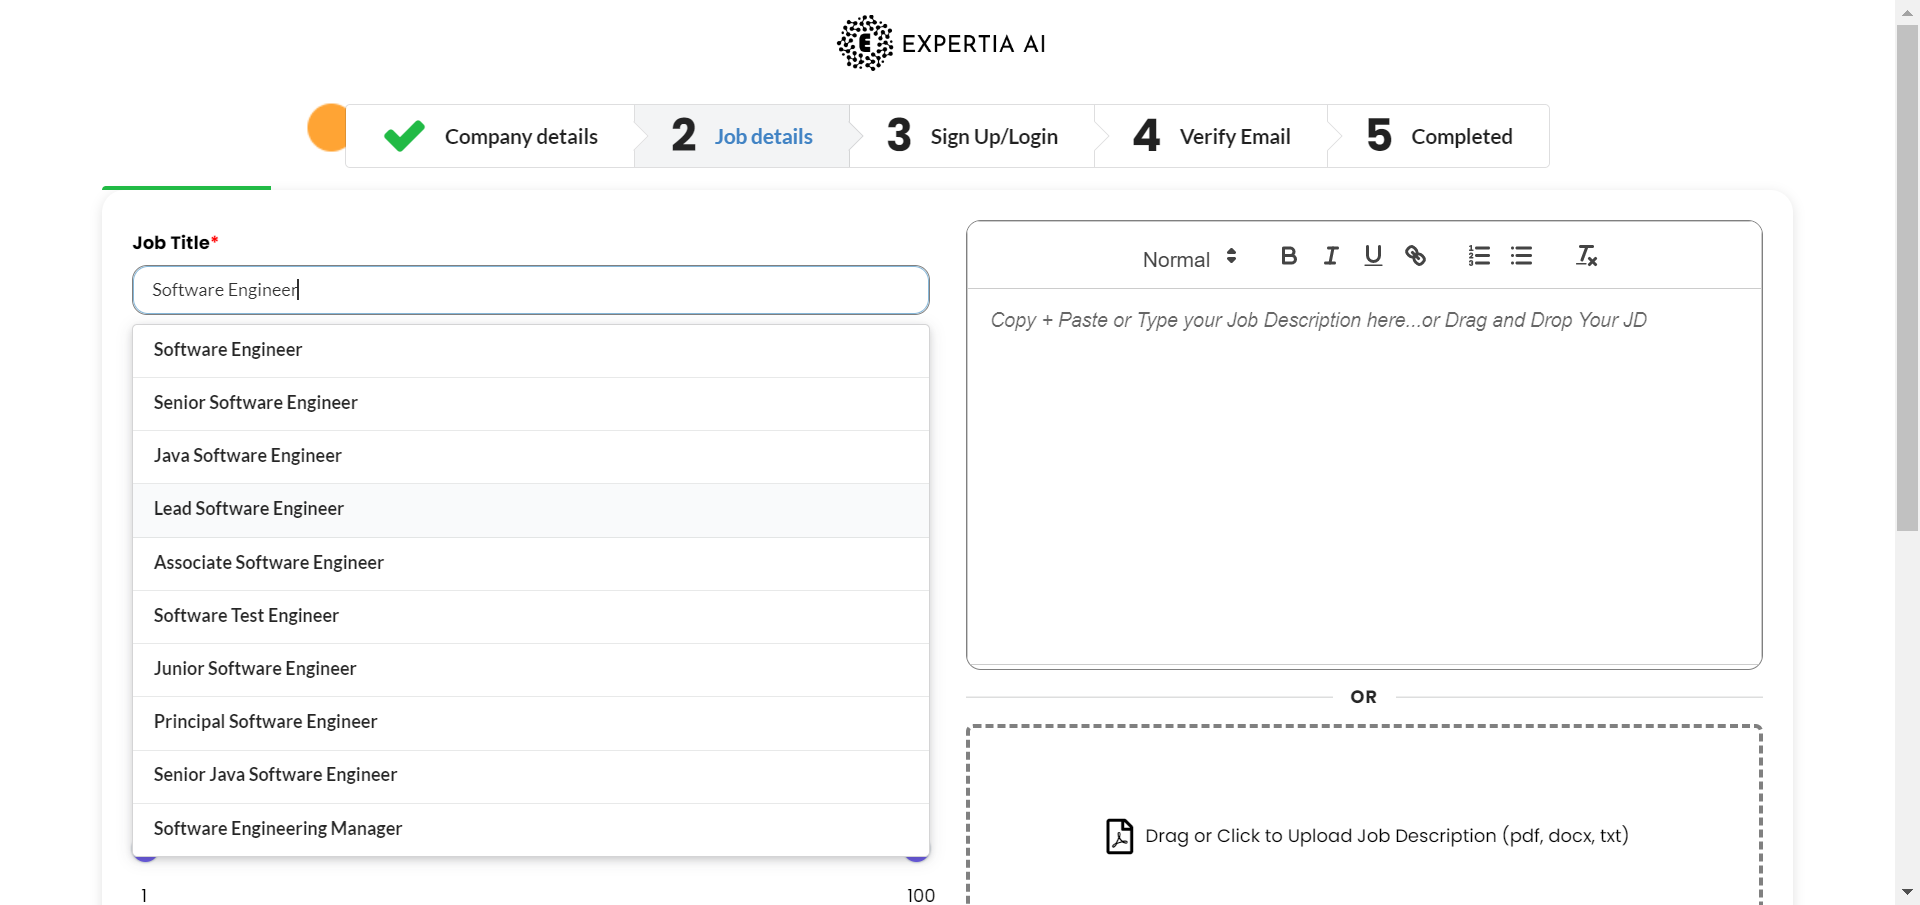 EXPERTIA AI
Company details
2 Job details
3 Sign Up/Login
4 Verify Email
5 Completed
Job Title*
Software Engineer
Software Engineer
Senior Software Engineer
Java Software Engineer
Lead Software Engineer
Associate Software Engineer
Software Test Engineer
Junior Software Engineer
Principal Software Engineer
Senior Java Software Engineer
Software Engineering Manager
1
100
Normal
Copy + Paste or Type your Job Description here...or Drag and Drop Your JD
OR
Drag or Click to Upload Job Description (pdf, docx, txt)